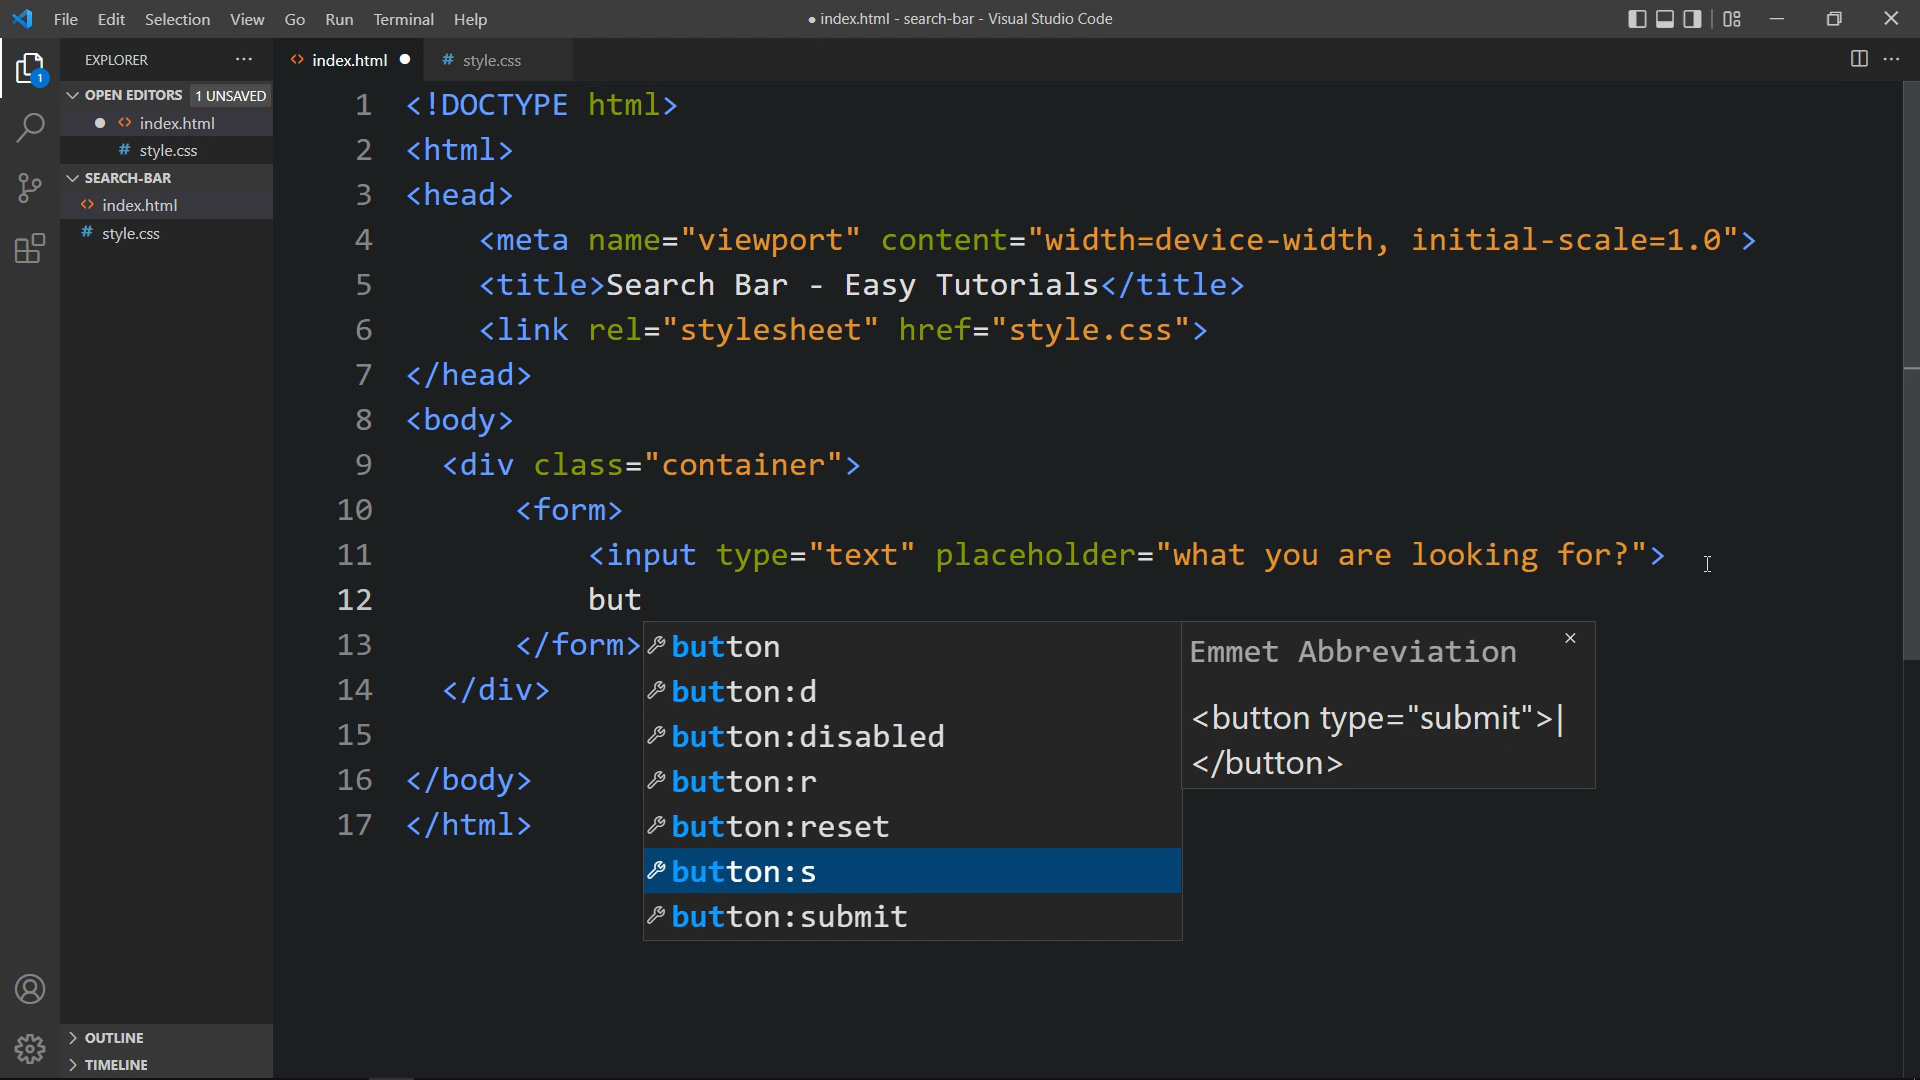 File Edit Selection View Go Run Terminal Help
● index.html - search-bar - Visual Studio Code
EXPLORER ···
index.html ●
style.css
1
OPEN EDITORS 1 UNSAVED
● index.html
style.css
SEARCH-BAR
index.html
style.css
1 <!DOCTYPE html>
2 <html>
3 <head>
4 <meta name="viewport" content="width=device-width, initial-scale=1.0">
5 <title>Search Bar - Easy Tutorials</title>
6 <link rel="stylesheet" href="style.css">
7 </head>
8 <body>
9 <div class="container">
10 <form>
11 <input type="text" placeholder="what you are looking for?">
12 but
13 </form>
14 </div>
15
16 </body>
17 </html>
button
button:d
button:disabled
button:r
button:reset
button:s
button:submit
Emmet Abbreviation
<button type="submit">|
</button>
OUTLINE
TIMELINE